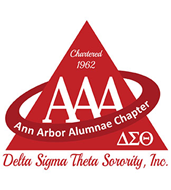 Chartered
1962
AAA
Ann Arbor Alumnae Chapter
ΔΣΘ
Delta Sigma Theta Sorority, Inc.